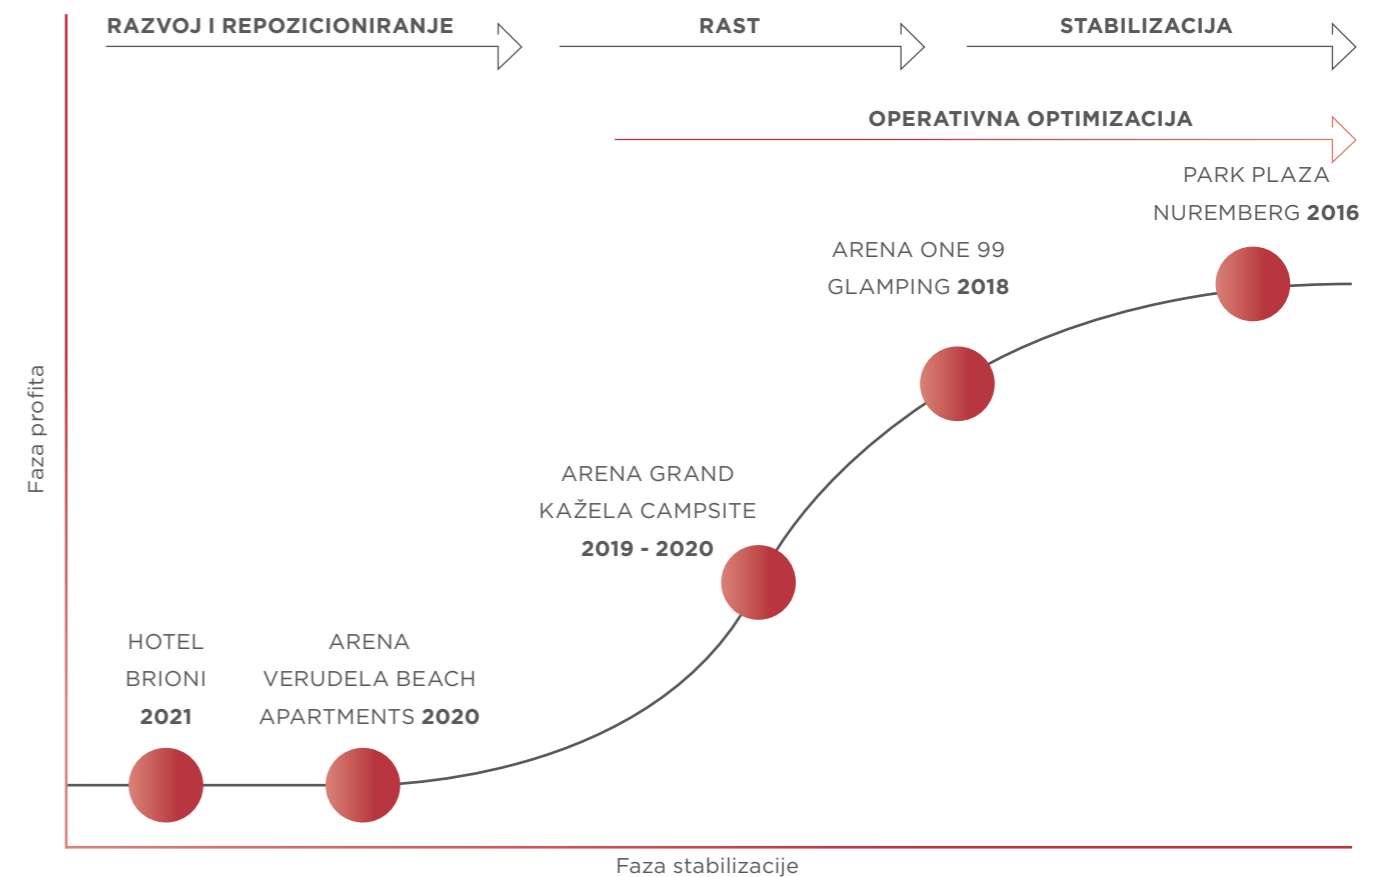 RAZVOJ I REPOZICIONIRANJE
RAST
STABILIZACIJA
OPERATIVNA OPTIMIZACIJA
PARK PLAZA
NUREMBERG 2016
ARENA ONE 99
GLAMPING 2018
ARENA GRAND
KAŽELA CAMPSITE
2019 - 2020
HOTEL
BRIONI
2021
ARENA
VERUDELA BEACH
APARTMENTS 2020
Faza profita
Faza stabilizacije